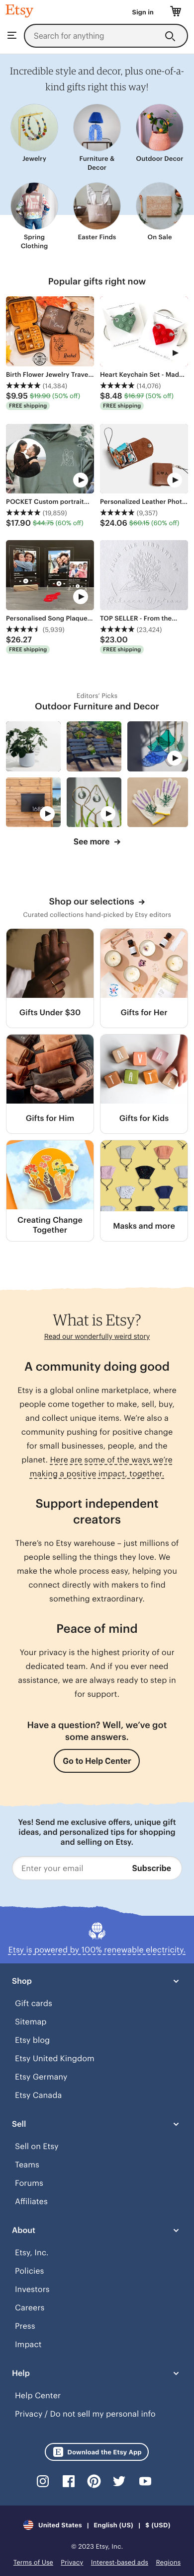 Etsy
Sign in
Search for anything
Incredible style and decor, plus one-of-a-
kind gifts right this way!
Jewelry
Furniture &
Decor
Outdoor Decor
Spring
Clothing
Easter Finds
On Sale
Popular gifts right now
Birth Flower Jewelry Trave...
(14,384)
$9.95 $19.90 (50% off)
FREE shipping
Heart Keychain Set - Mad...
(14,076)
$8.48 $16.97 (50% off)
FREE shipping
POCKET Custom portrait...
(19,859)
$17.90 $44.75 (60% off)
Personalized Leather Phot...
(9,357)
$24.06 $60.15 (60% off)
Personalised Song Plaque...
(5,939)
$26.27
FREE shipping
TOP SELLER - From the...
(23,424)
$23.00
FREE shipping
Editors' Picks
Outdoor Furniture and Decor
See more →
Shop our selections →
Curated collections hand-picked by Etsy editors
Gifts Under $30
Gifts for Her
Gifts for Him
Gifts for Kids
Creating Change
Together
Masks and more
What is Etsy?
Read our wonderfully weird story
A community doing good
Etsy is a global online marketplace, where
people come together to make, sell, buy,
and collect unique items. We're also a
community pushing for positive change
for small businesses, people, and the
planet. Here are some of the ways we're
making a positive impact, together.
Support independent
creators
There's no Etsy warehouse – just millions of
people selling the things they love. We
make the whole process easy, helping you
connect directly with makers to find
something extraordinary.
Peace of mind
Your privacy is the highest priority of our
dedicated team. And if you ever need
assistance, we are always ready to step in
for support.
Have a question? Well, we've got
some answers.
Go to Help Center
Yes! Send me exclusive offers, unique gift
ideas, and personalized tips for shopping
and selling on Etsy.
Enter your email
Subscribe
Etsy is powered by 100% renewable electricity.
Shop
Gift cards
Sitemap
Etsy blog
Etsy United Kingdom
Etsy Germany
Etsy Canada
Sell
Sell on Etsy
Teams
Forums
Affiliates
About
Etsy, Inc.
Policies
Investors
Careers
Press
Impact
Help
Help Center
Privacy / Do not sell my personal info
E Download the Etsy App
United States | English (US) | $ (USD)
© 2023 Etsy, Inc.
Terms of Use Privacy Interest-based ads Regions